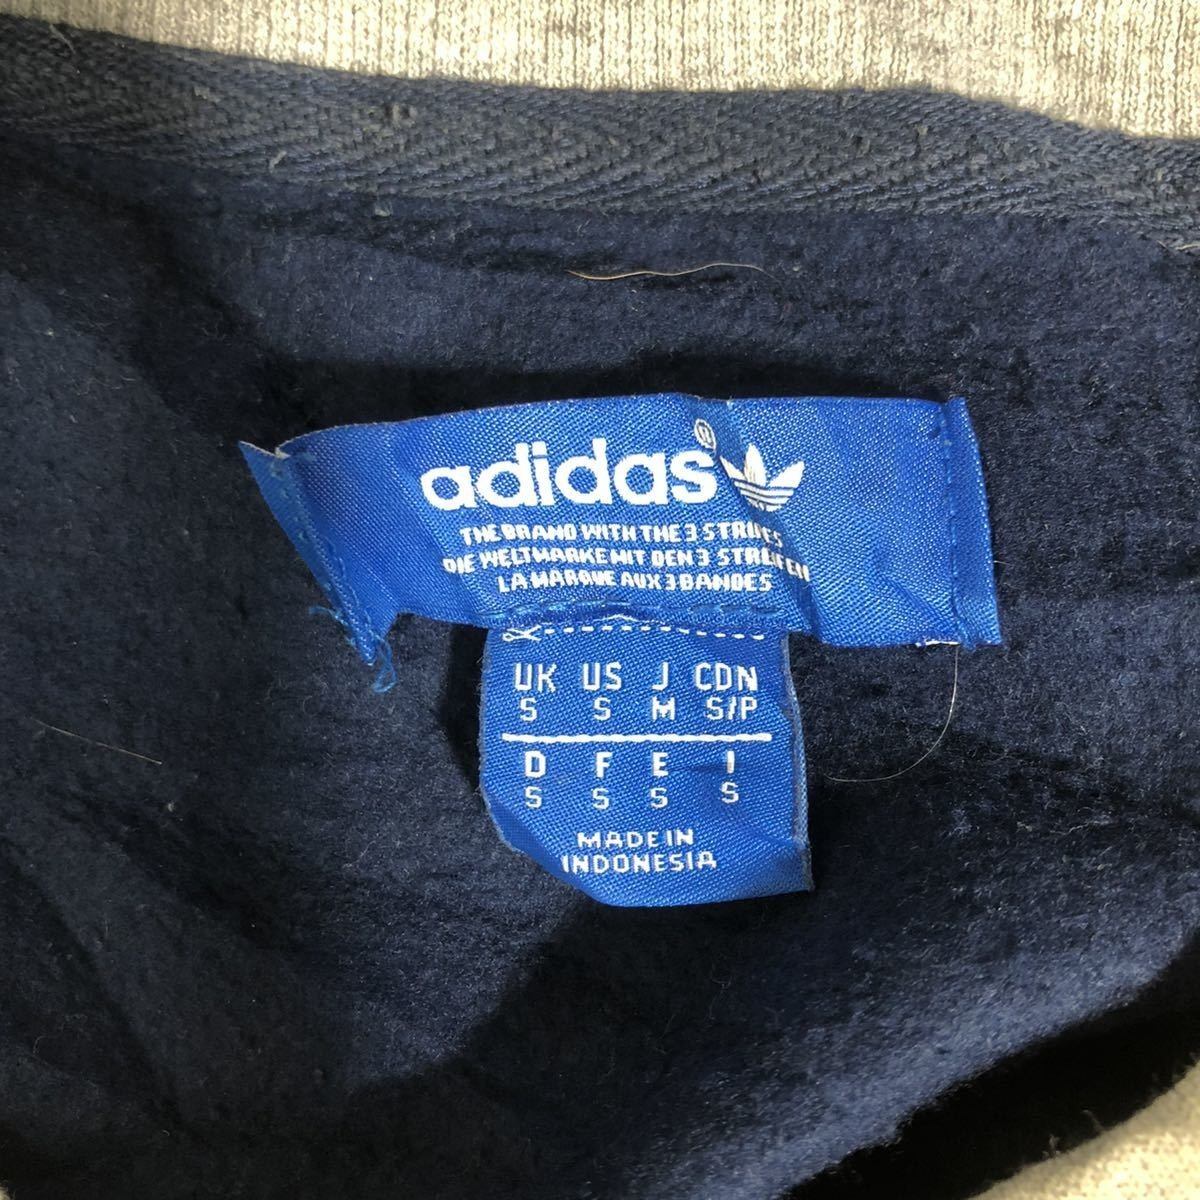 adidas®
THE BRAND WITH THE 3 STRIPES
DIE WELTMARKE MIT DEN 3 STREIFEN
LA MARQUE AUX 3 BANDES
UK US J CDN
S S M S/P
D F E I
S S S S
MADE IN
INDONESIA